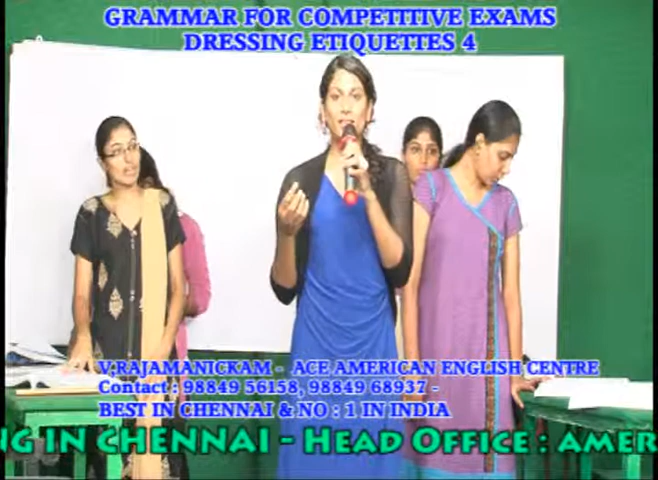 GRAMMAR FOR COMPETITIVE EXAMS
DRESSING ETIQUETTES 4
V.RAJAMANICKAM - ACE AMERICAN ENGLISH CENTRE
Contact : 98849 56158, 98849 68937 -
BEST IN CHENNAI & NO : 1 IN INDIA
NG IN CHENNAI - HEAD OFFICE : AMER